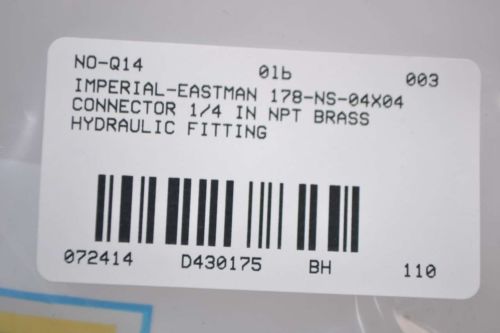 NO-Q14 01b 003
IMPERIAL-EASTMAN 178-NS-04X04
CONNECTOR 1/4 IN NPT BRASS
HYDRAULIC FITTING
072414 D430175 BH 110